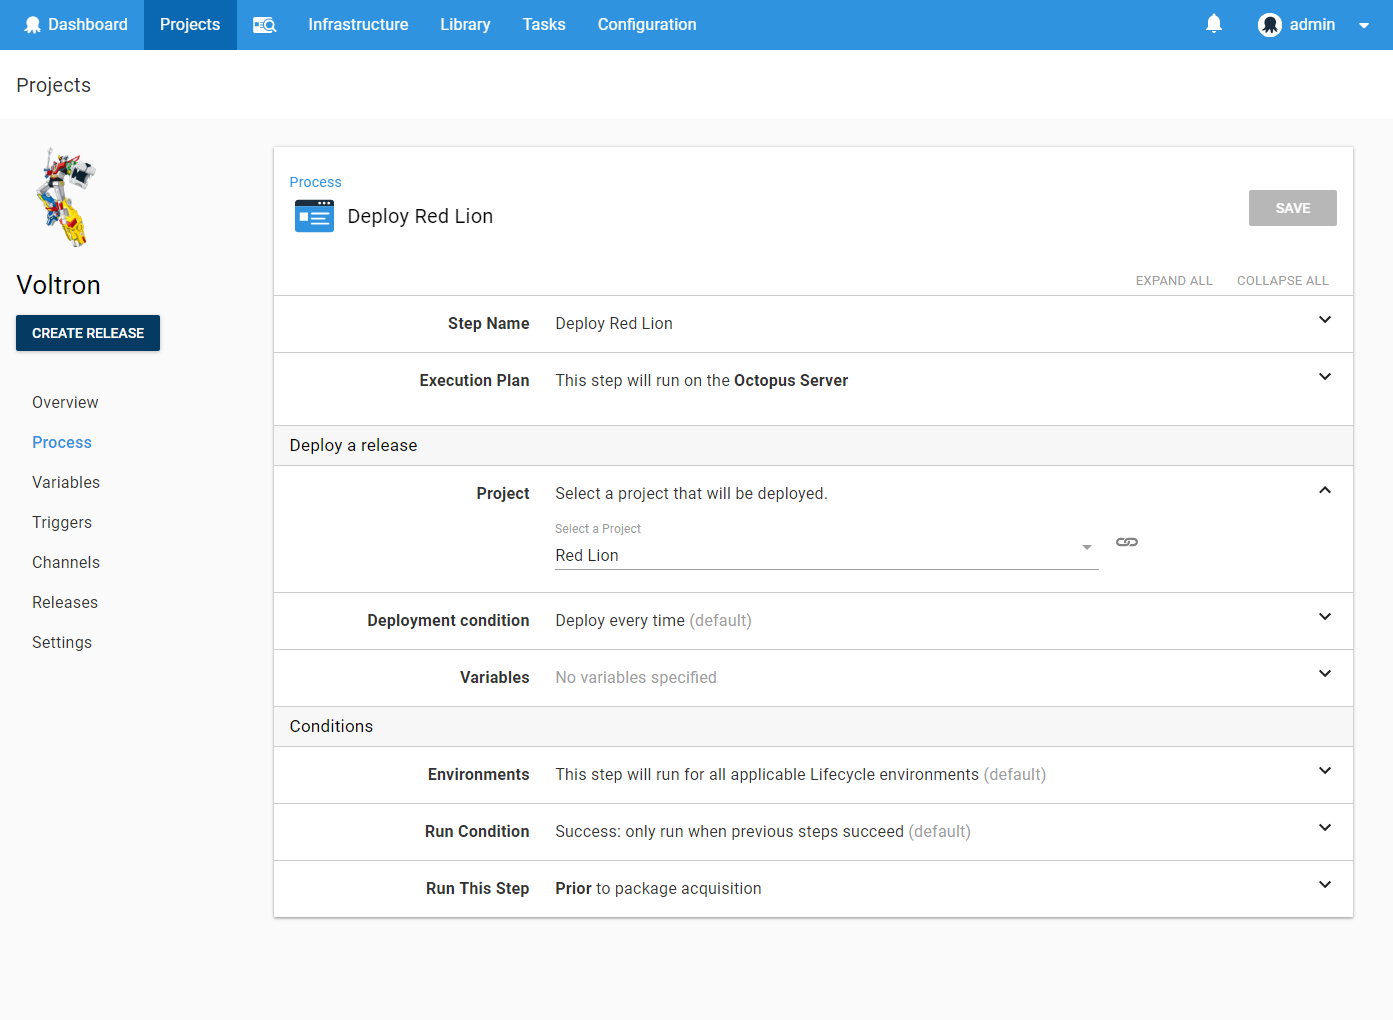 Dashboard Projects Infrastructure Library Tasks Configuration admin
Projects
Voltron
CREATE RELEASE
Overview
Process
Variables
Triggers
Channels
Releases
Settings
Process
Deploy Red Lion
SAVE
EXPAND ALL COLLAPSE ALL
Step Name Deploy Red Lion
Execution Plan This step will run on the Octopus Server
Deploy a release
Project Select a project that will be deployed.
Select a Project
Red Lion
Deployment condition Deploy every time (default)
Variables No variables specified
Conditions
Environments This step will run for all applicable Lifecycle environments (default)
Run Condition Success: only run when previous steps succeed (default)
Run This Step Prior to package acquisition